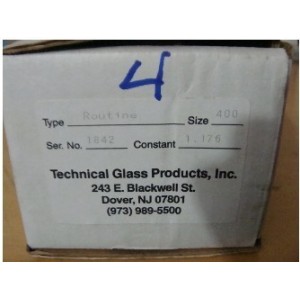 4
Type Routine Size 400
Ser. No. 1842 Constant 1.176
Technical Glass Products, Inc.
243 E. Blackwell St.
Dover, NJ 07801
(973) 989-5500